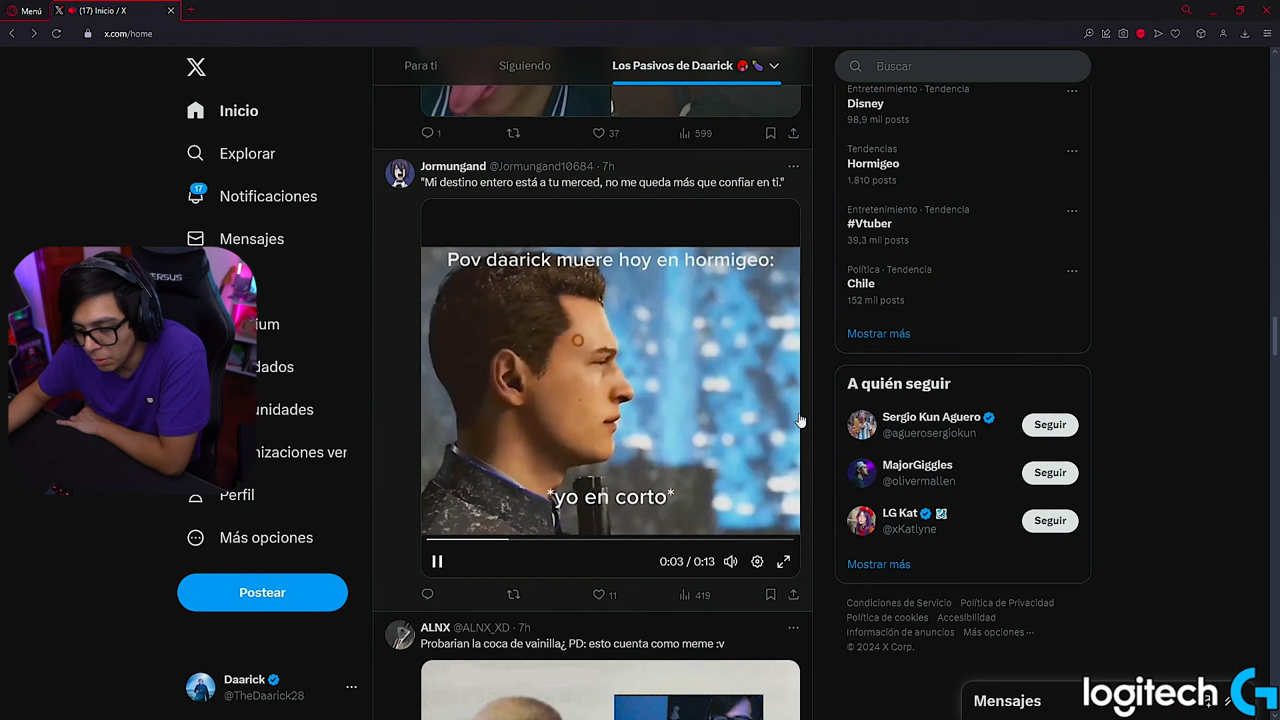 Menú
(17) Inicio / X
x.com/home
Inicio
Explorar
17
Notificaciones
Mensajes
ium
dados
unidades
nizaciones ver
Perfil
Más opciones
Postear
Daarick
@TheDaarick28
VERSUS
Para ti
Siguiendo
Los Pasivos de Daarick
1
37
599
Jormungand @Jormungand10684 · 7h
"Mi destino entero está a tu merced, no me queda más que confiar en ti."
Pov daarick muere hoy en hormigeo:
*yo en corto*
0:03 / 0:13
11
419
ALNX @ALNX_XD · 7h
Probarian la coca de vainilla¿ PD: esto cuenta como meme :v
Buscar
Entretenimiento · Tendencia
Disney
98,9 mil posts
Tendencias
Hormigeo
1.810 posts
Entretenimiento · Tendencia
#Vtuber
39,3 mil posts
Política · Tendencia
Chile
152 mil posts
Mostrar más
A quién seguir
Sergio Kun Aguero
@aguerosergiokun
Seguir
MajorGiggles
@olivermallen
Seguir
LG Kat
@xKatlyne
Seguir
Mostrar más
Condiciones de Servicio Política de Privacidad
Política de cookies Accesibilidad
Información de anuncios Más opciones ···
© 2024 X Corp.
Mensajes
logitech G